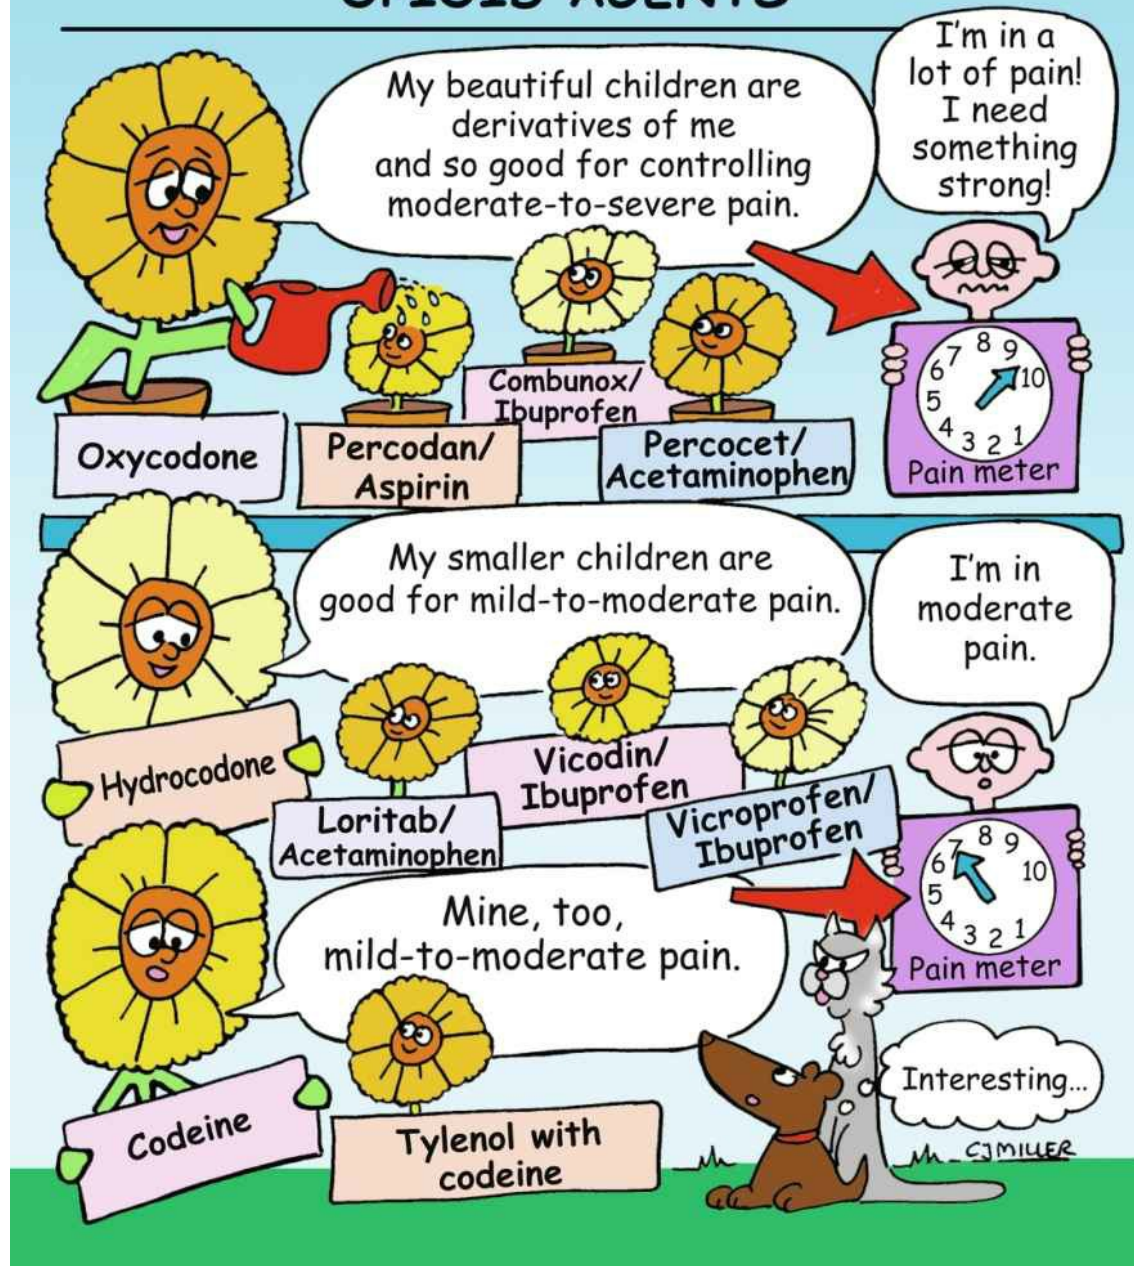 OPIOID AGENTS
I'm in a
lot of pain!
I need
something
strong!
My beautiful children are
derivatives of me
and so good for controlling
moderate-to-severe pain.
Oxycodone
Percodan/
Aspirin
Combunox/
Ibuprofen
Percocet/
Acetaminophen
1 2 3 4 5 6 7 8 9 10
Pain meter
My smaller children are
good for mild-to-moderate pain.
I'm in
moderate
pain.
Hydrocodone
Loritab/
Acetaminophen
Vicodin/
Ibuprofen
Vicroprofen/
Ibuprofen
1 2 3 4 5 6 7 8 9 10
Pain meter
Mine, too,
mild-to-moderate pain.
Codeine
Tylenol with
codeine
Interesting...
CJMILLER